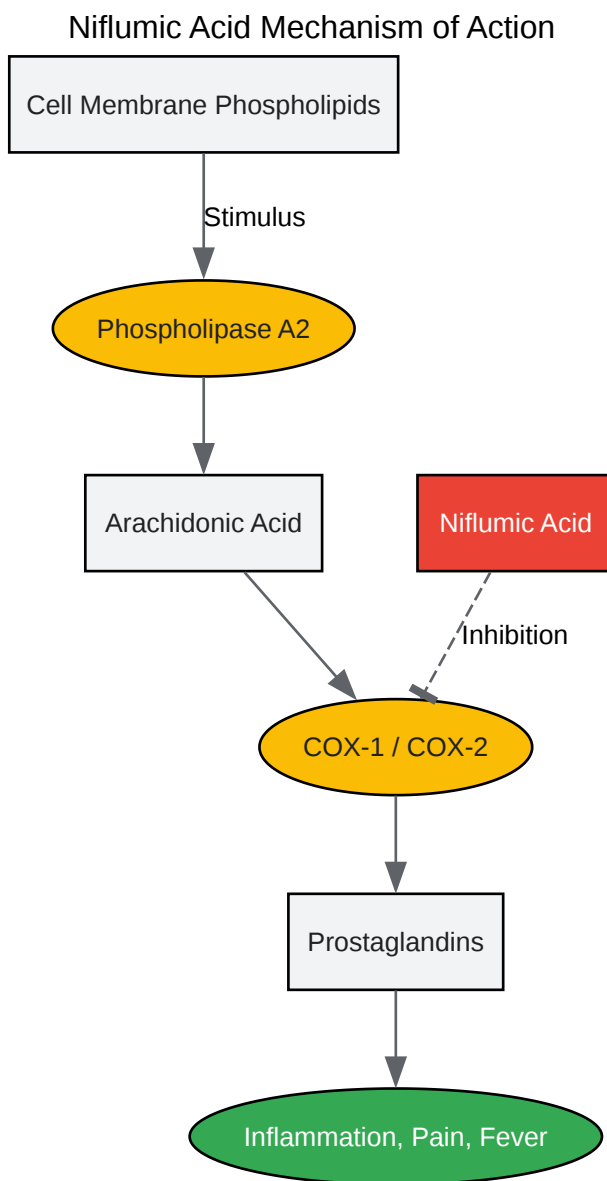 Niflumic Acid Mechanism of Action
Cell Membrane Phospholipids
Stimulus
Phospholipase A2
Arachidonic Acid
Niflumic Acid
Inhibition
COX-1 / COX-2
Prostaglandins
Inflammation, Pain, Fever